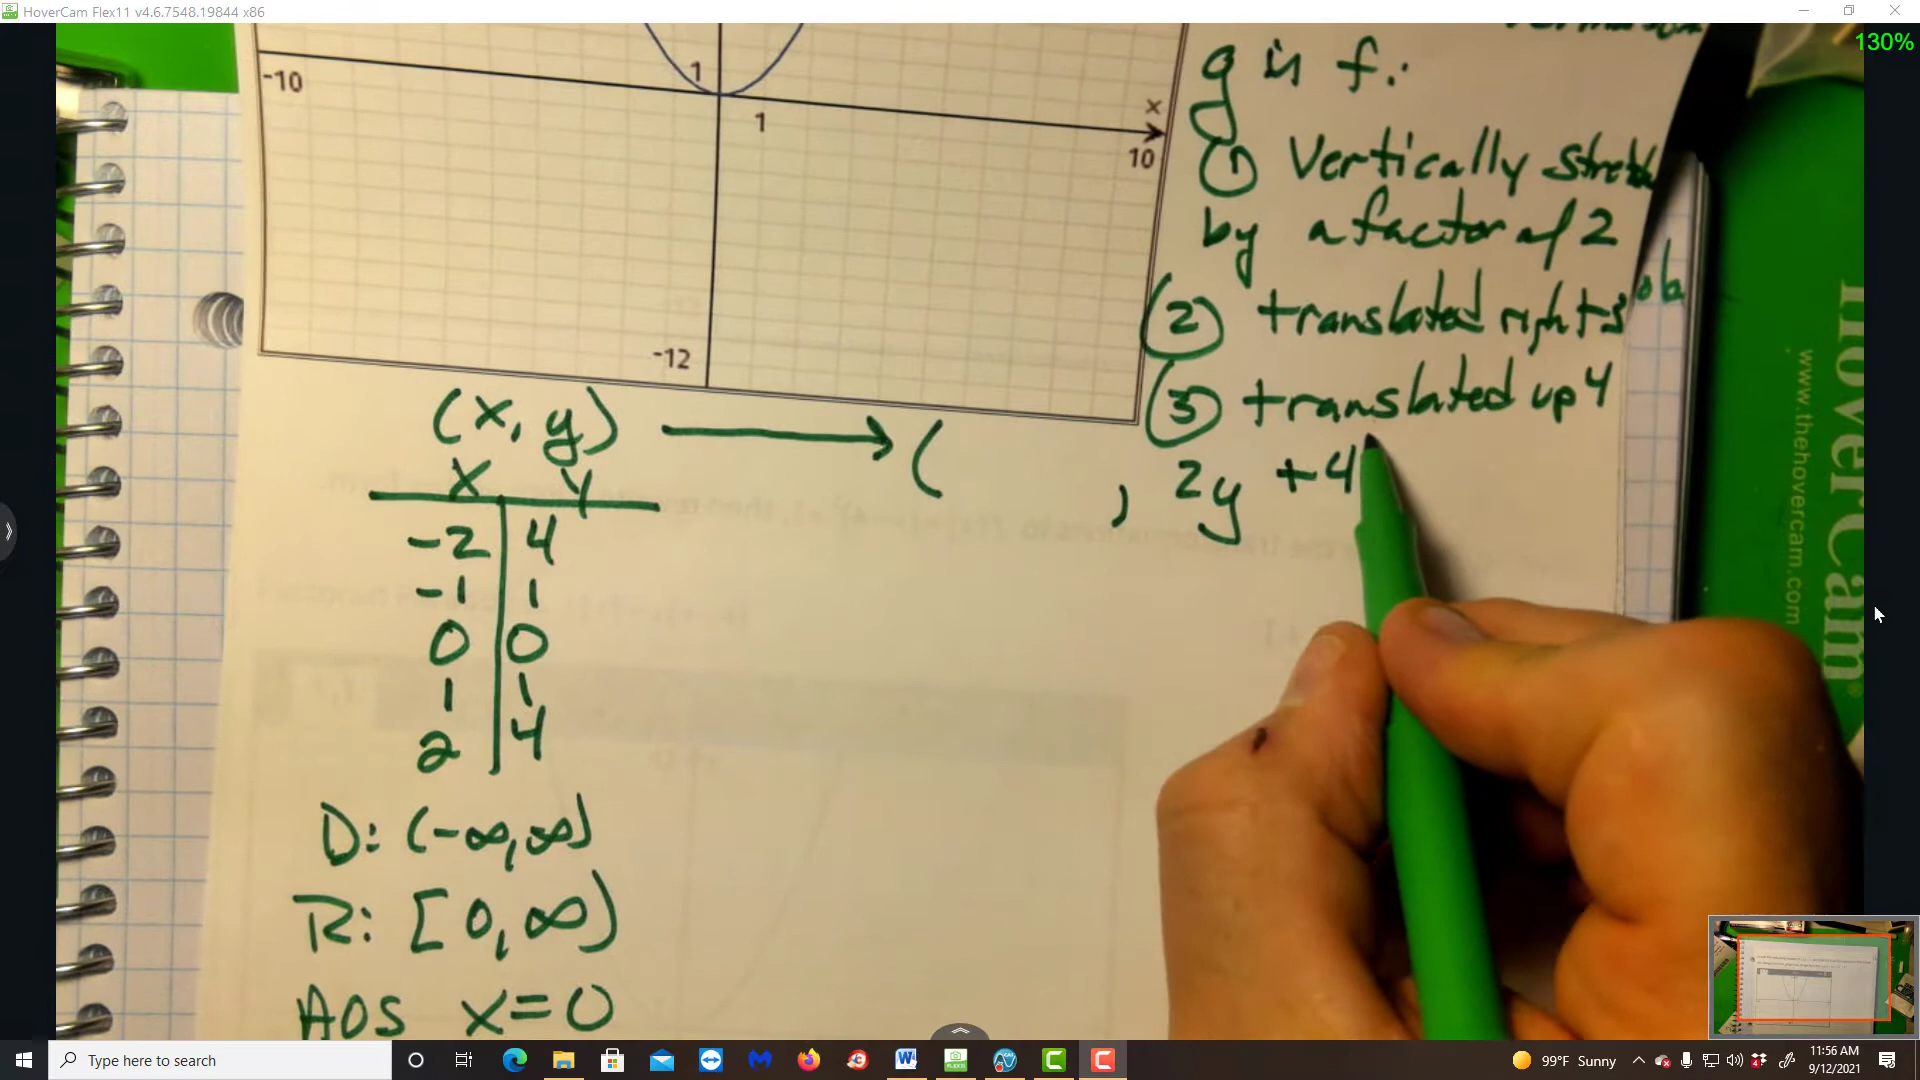 HoverCam Flex11 v4.6.7548.19844 x86
130%
g in f:
① Vertically stretch
by a factor of 2
② translated right 3
③ translated up 4
-10
1
1
x
10
-12
(x, y) → ( , 2y + 4
x y
-2 4
-1 1
0 0
1 1
2 4
D: (-∞, ∞)
R: [0, ∞)
AOS x = 0
HoverCam®
www.thehovercam.com
Type here to search
99°F Sunny
11:56 AM
9/12/2021